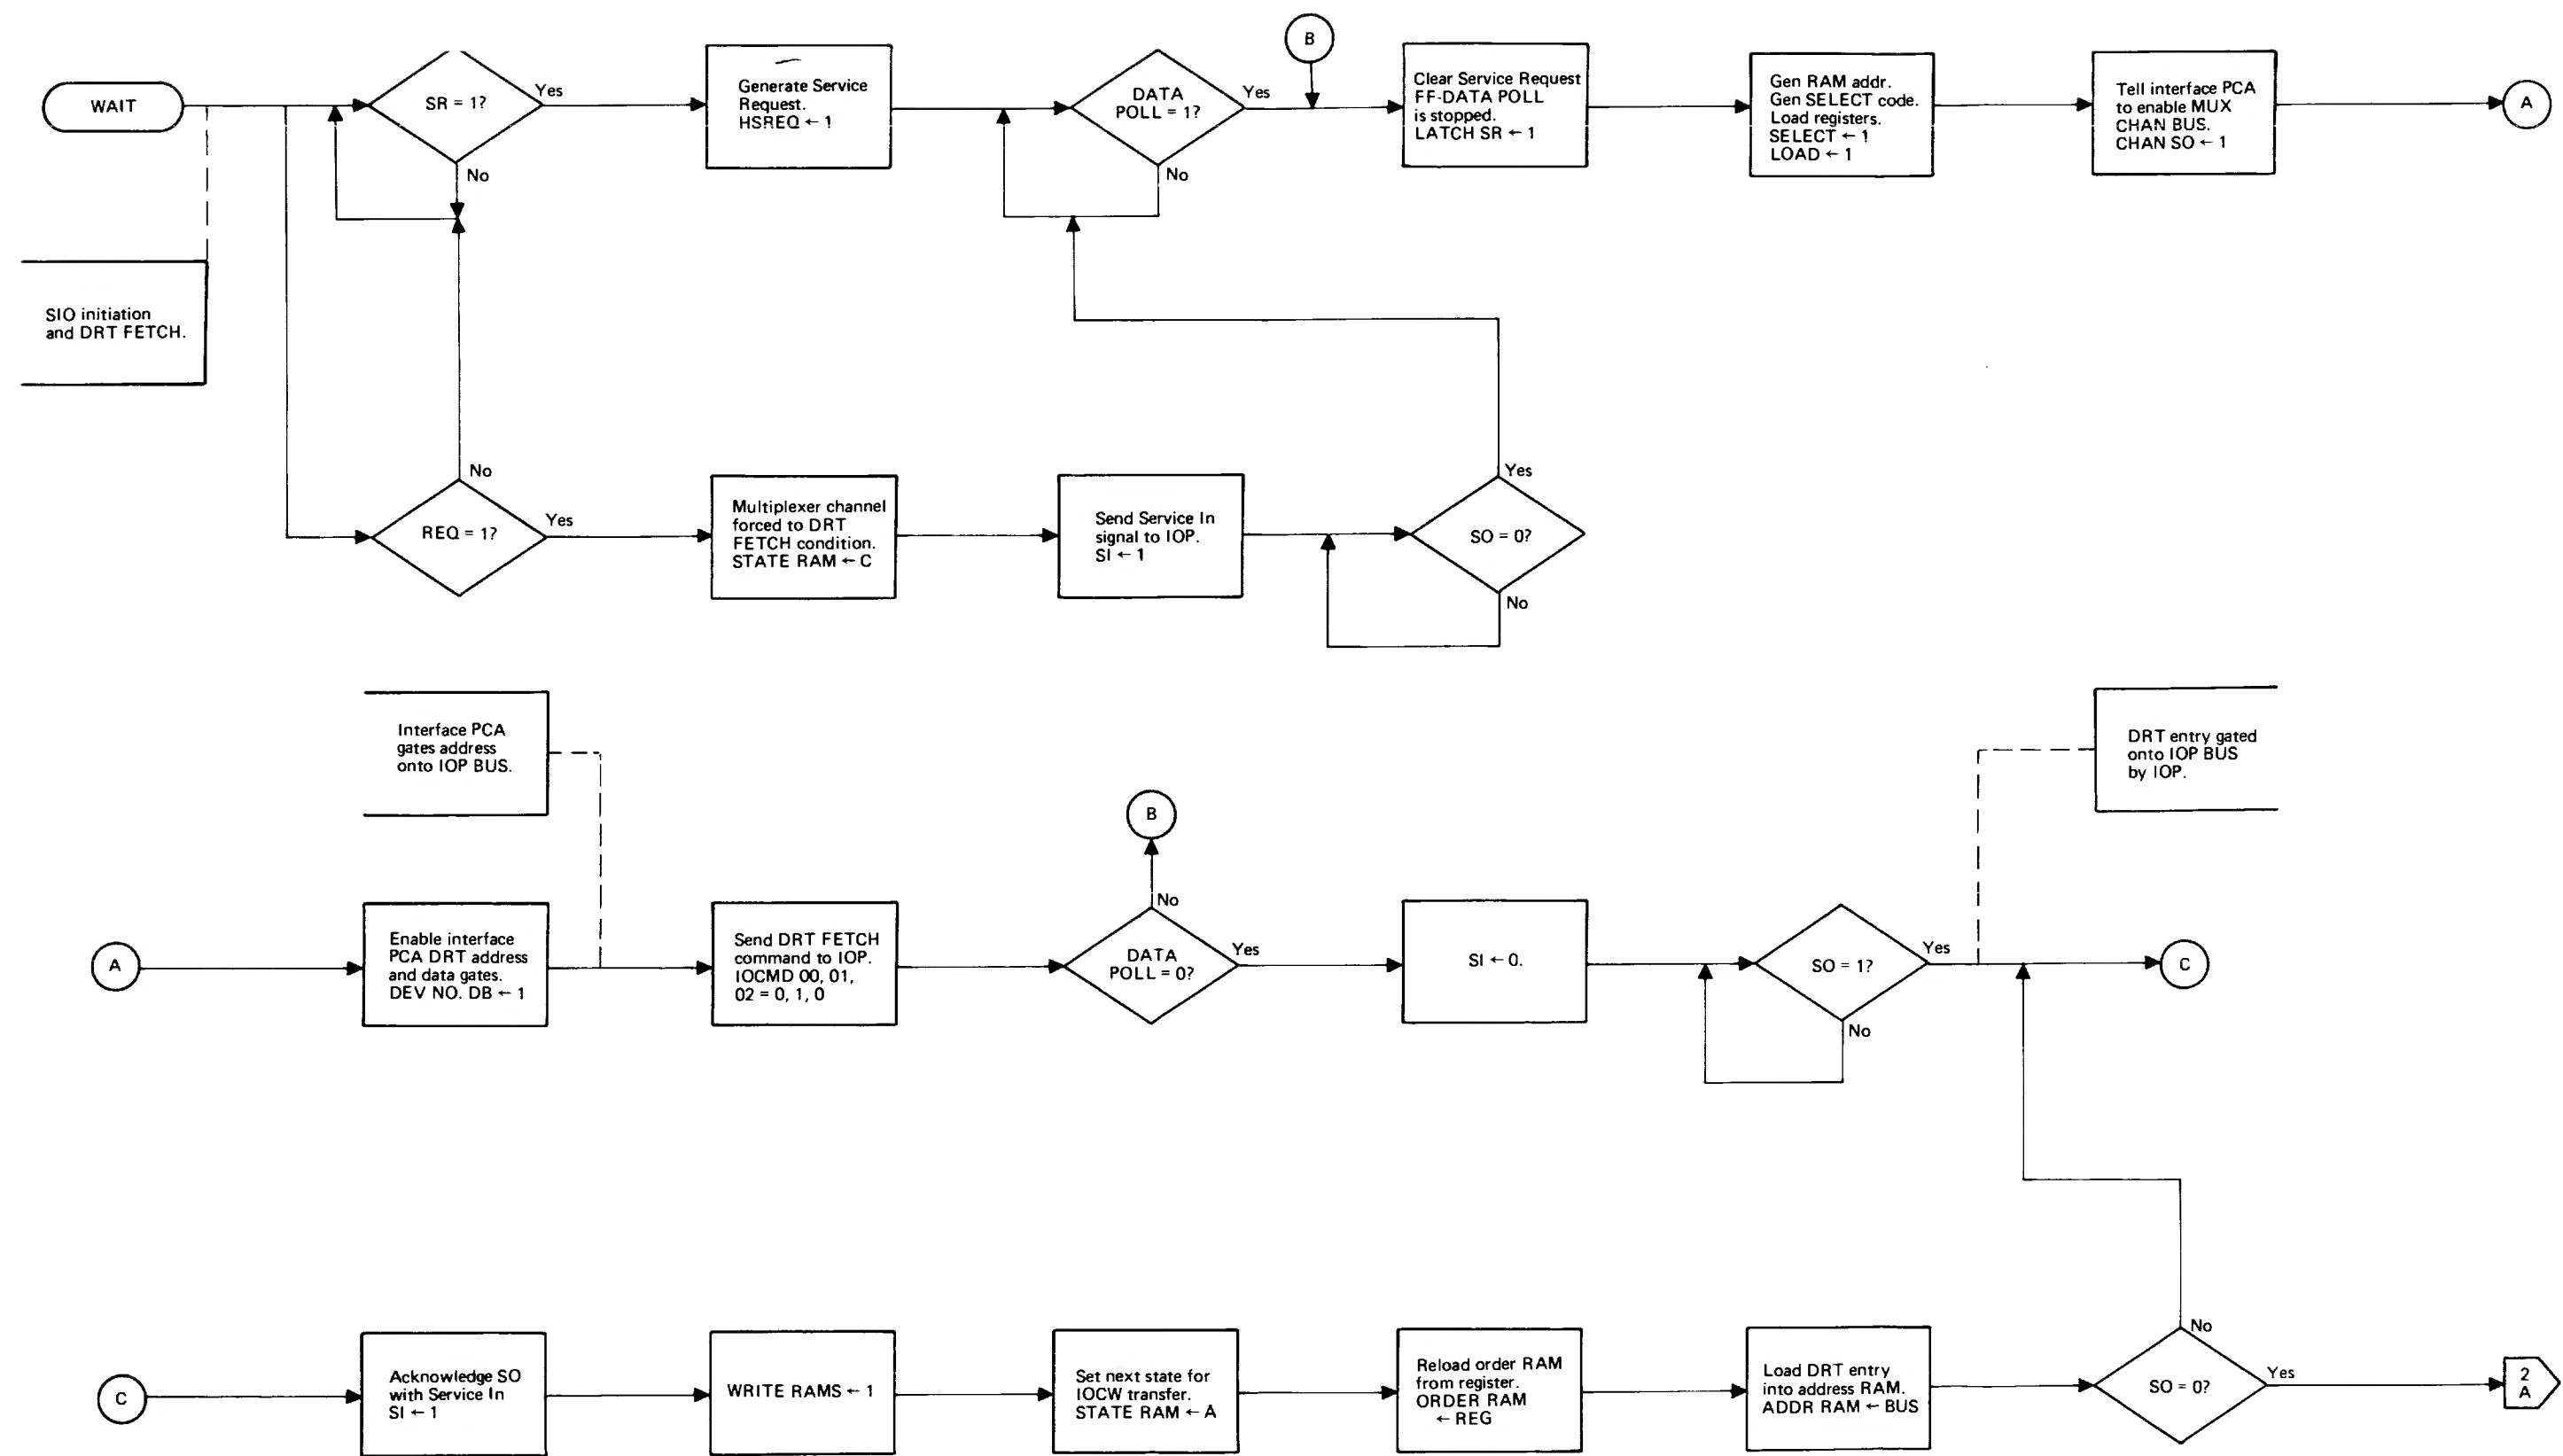 WAIT
SR = 1?
Yes
No
Generate Service
Request.
HSREQ ← 1
DATA
POLL = 1?
Yes
No
B
Clear Service Request
FF-DATA POLL
is stopped.
LATCH SR ← 1
Gen RAM addr.
Gen SELECT code.
Load registers.
SELECT ← 1
LOAD ← 1
Tell interface PCA
to enable MUX
CHAN BUS.
CHAN SO ← 1
A
SIO initiation
and DRT FETCH.
REQ = 1?
No
Yes
Multiplexer channel
forced to DRT
FETCH condition.
STATE RAM ← C
Send Service In
signal to IOP.
SI ← 1
SO = 0?
Yes
No
Interface PCA
gates address
onto IOP BUS.
DRT entry gated
onto IOP BUS
by IOP.
A
Enable interface
PCA DRT address
and data gates.
DEV NO. DB ← 1
Send DRT FETCH
command to IOP.
IOCMD 00, 01,
02 = 0, 1, 0
B
No
DATA
POLL = 0?
Yes
SI ← 0.
SO = 1?
Yes
No
C
C
Acknowledge SO
with Service In
SI ← 1
WRITE RAMS ← 1
Set next state for
IOCW transfer.
STATE RAM ← A
Reload order RAM
from register.
ORDER RAM
← REG
Load DRT entry
into address RAM.
ADDR RAM ← BUS
SO = 0?
No
Yes
2
A